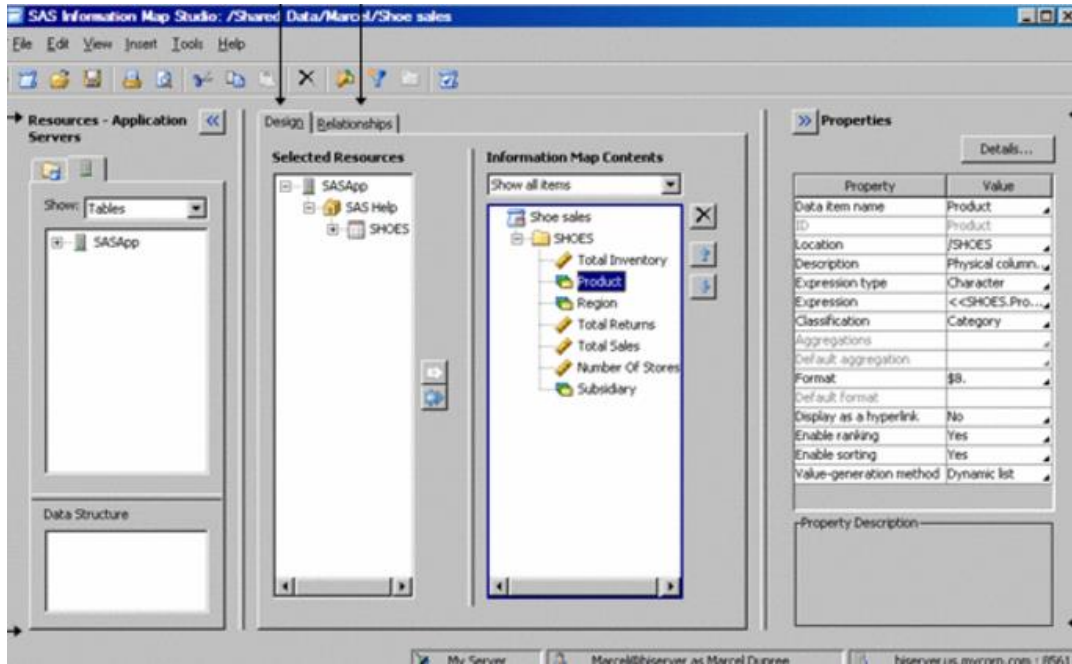 SAS Information Map Studio: /Shared Data/Marcel/Shoe sales
File Edit View Insert Tools Help
Resources - Application Servers
Show: Tables
SASApp
Data Structure
Design
Relationships
Selected Resources
SASApp
SAS Help
SHOES
Information Map Contents
Show all items
Shoe sales
SHOES
Total Inventory
Product
Region
Total Returns
Total Sales
Number Of Stores
Subsidiary
Properties
Details...
Property Value
Data item name Product
ID Product
Location /SHOES
Description Physical column...
Expression type Character
Expression <<SHOES.Pro...
Classification Category
Aggregations
Default aggregation
Format $8.
Default format
Display as a hyperlink No
Enable ranking Yes
Enable sorting Yes
Value-generation method Dynamic list
Property Description
My Server
Marcel@biserver as Marcel Dupree
biserver.us.mycorp.com : 8561